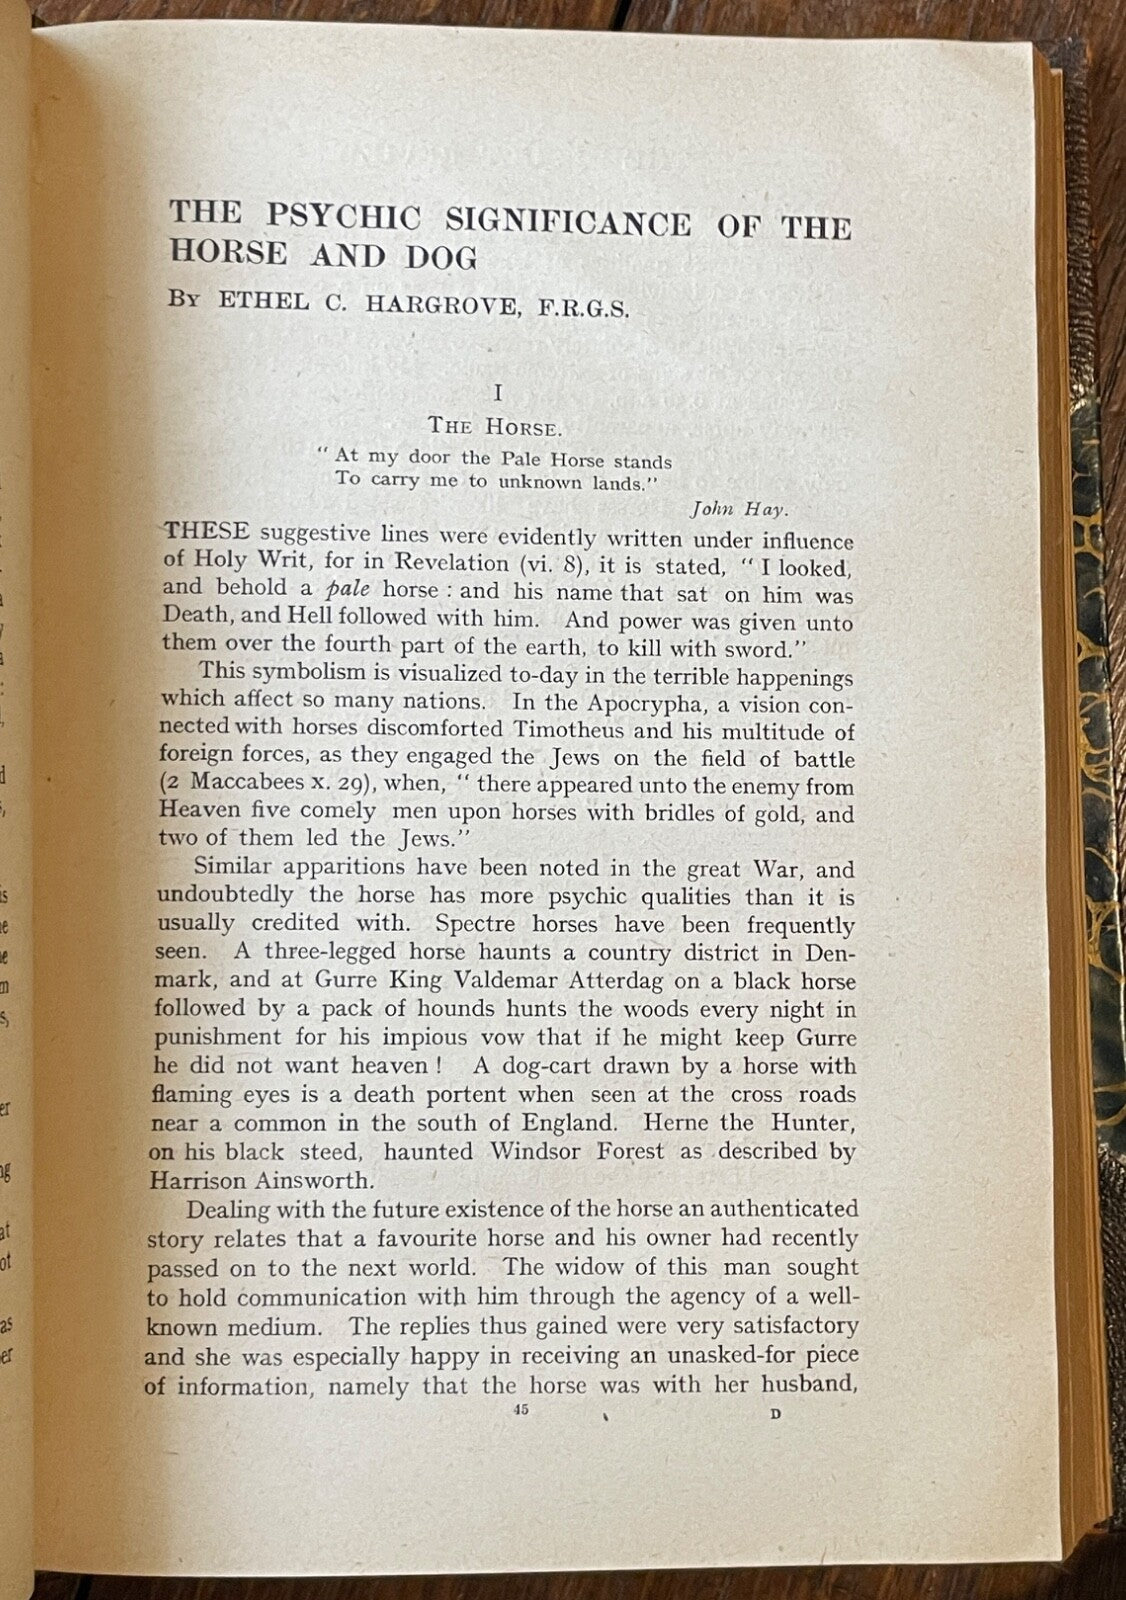 THE PSYCHIC SIGNIFICANCE OF THE
HORSE AND DOG
By ETHEL C. HARGROVE, F.R.G.S.
I
THE HORSE.
" At my door the Pale Horse stands
To carry me to unknown lands."
John Hay.
THESE suggestive lines were evidently written under influence
of Holy Writ, for in Revelation (vi. 8), it is stated, " I looked,
and behold a pale horse : and his name that sat on him was
Death, and Hell followed with him. And power was given unto
them over the fourth part of the earth, to kill with sword."
This symbolism is visualized to-day in the terrible happenings
which affect so many nations. In the Apocrypha, a vision con-
nected with horses discomforted Timotheus and his multitude of
foreign forces, as they engaged the Jews on the field of battle
(2 Maccabees x. 29), when, " there appeared unto the enemy from
Heaven five comely men upon horses with bridles of gold, and
two of them led the Jews."
Similar apparitions have been noted in the great War, and
undoubtedly the horse has more psychic qualities than it is
usually credited with. Spectre horses have been frequently
seen. A three-legged horse haunts a country district in Den-
mark, and at Gurre King Valdemar Atterdag on a black horse
followed by a pack of hounds hunts the woods every night in
punishment for his impious vow that if he might keep Gurre
he did not want heaven ! A dog-cart drawn by a horse with
flaming eyes is a death portent when seen at the cross roads
near a common in the south of England. Herne the Hunter,
on his black steed, haunted Windsor Forest as described by
Harrison Ainsworth.
Dealing with the future existence of the horse an authenticated
story relates that a favourite horse and his owner had recently
passed on to the next world. The widow of this man sought
to hold communication with him through the agency of a well-
known medium. The replies thus gained were very satisfactory
and she was especially happy in receiving an unasked-for piece
of information, namely that the horse was with her husband,
45 D